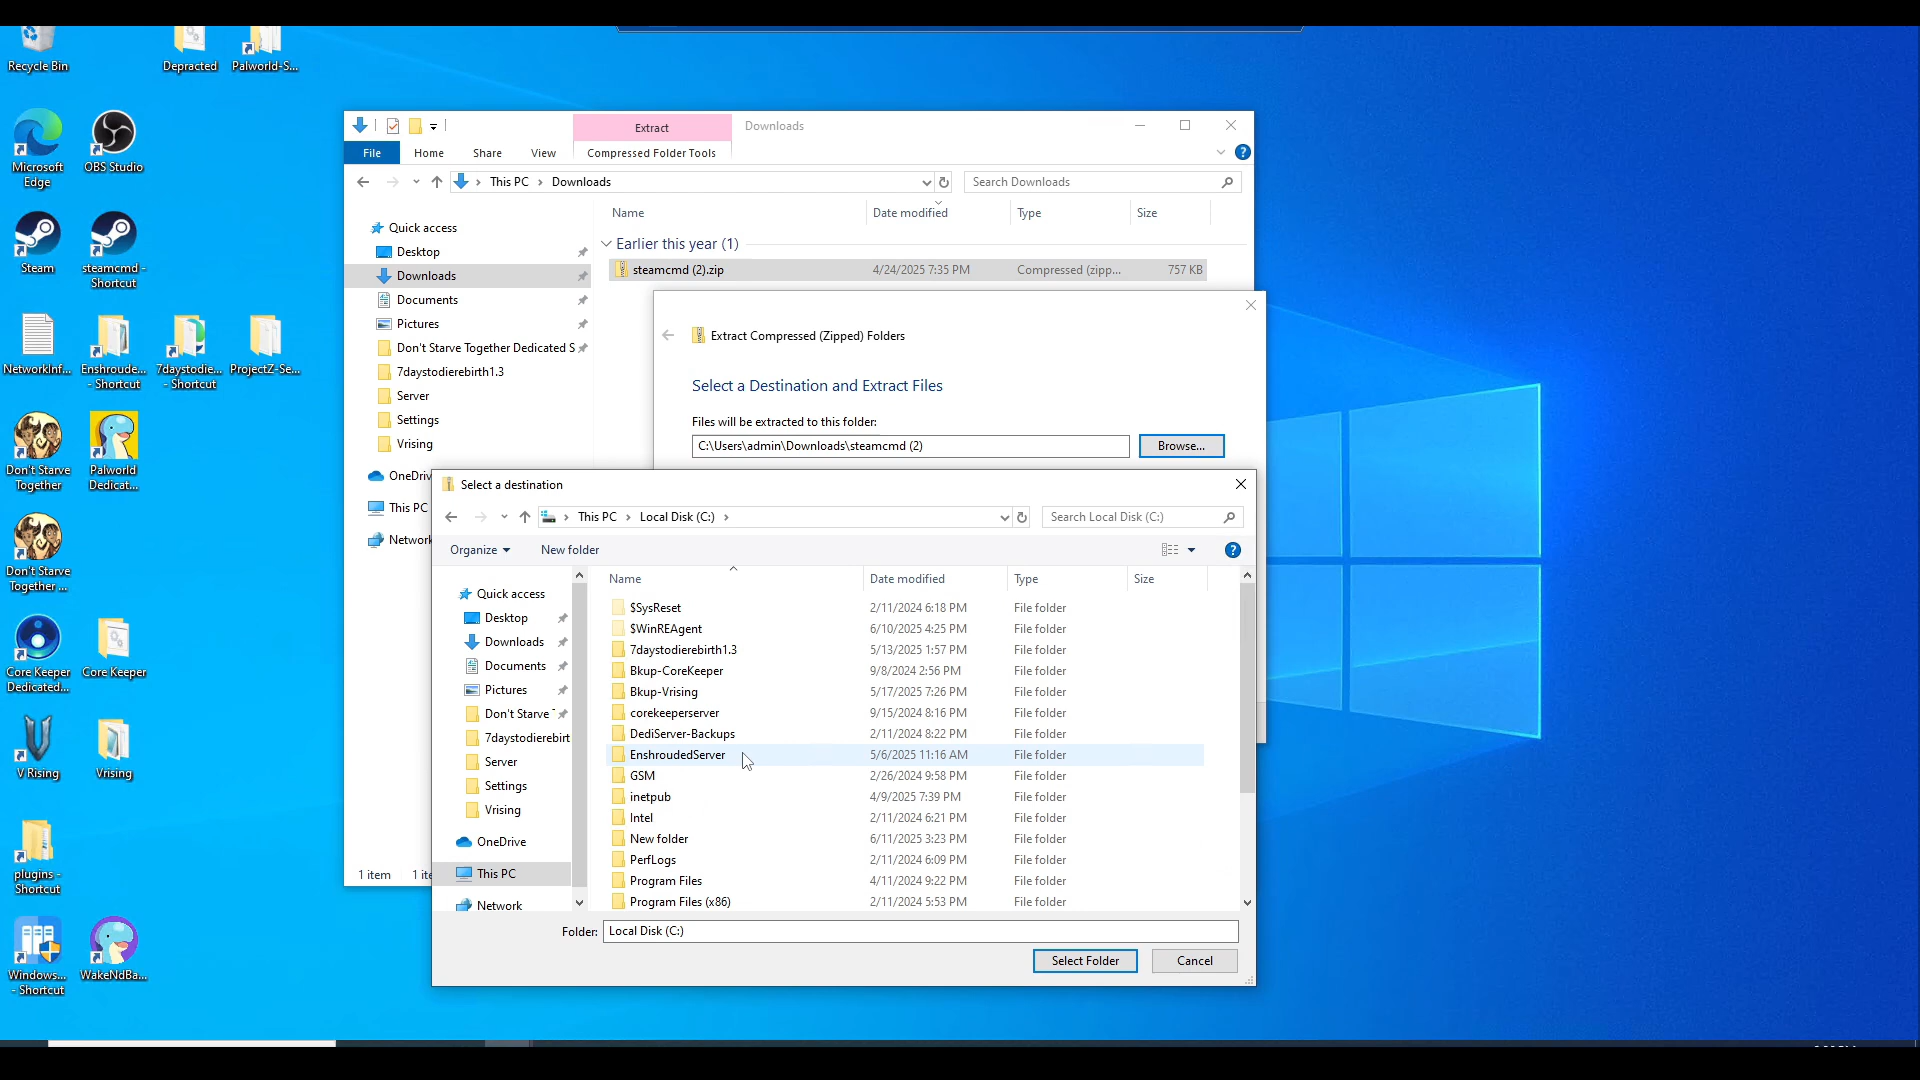 Recycle Bin
Depracted
Palworld-S...
Microsoft
Edge
OBS Studio
Steam
steamcmd -
Shortcut
NetworkInf...
Enshroude...
- Shortcut
7daystodie...
- Shortcut
ProjectZ-Se...
Don't Starve
Together
Palworld
Dedicat...
Don't Starve
Together ...
Core Keeper
Dedicated...
Core Keeper
V Rising
Vrising
plugins -
Shortcut
Windows...
- Shortcut
WakeNdBa...
Extract
Downloads
File
Home
Share
View
Compressed Folder Tools
This PC
Downloads
Search Downloads
Name
Date modified
Type
Size
Quick access
Desktop
Downloads
Documents
Pictures
Don't Starve Together Dedicated S
7daystodierebirth1.3
Server
Settings
Vrising
OneDriv
This PC
Network
Earlier this year (1)
steamcmd (2).zip
4/24/2025 7:35 PM
Compressed (zipp...
757 KB
1 item
1 ite
Extract Compressed (Zipped) Folders
Select a Destination and Extract Files
Files will be extracted to this folder:
C:\Users\admin\Downloads\steamcmd (2)
Browse...
Select a destination
This PC
Local Disk (C:)
Search Local Disk (C:)
Organize
New folder
Name
Date modified
Type
Size
Quick access
Desktop
Downloads
Documents
Pictures
Don't Starve T
7daystodierebirt
Server
Settings
Vrising
OneDrive
This PC
Network
$SysReset 2/11/2024 6:18 PM File folder
$WinREAgent 6/10/2025 4:25 PM File folder
7daystodierebirth1.3 5/13/2025 1:57 PM File folder
Bkup-CoreKeeper 9/8/2024 2:56 PM File folder
Bkup-Vrising 5/17/2025 7:26 PM File folder
corekeeperserver 9/15/2024 8:16 PM File folder
DediServer-Backups 2/11/2024 8:22 PM File folder
EnshroudedServer 5/6/2025 11:16 AM File folder
GSM 2/26/2024 9:58 PM File folder
inetpub 4/9/2025 7:39 PM File folder
Intel 2/11/2024 6:21 PM File folder
New folder 6/11/2025 3:23 PM File folder
PerfLogs 2/11/2024 6:09 PM File folder
Program Files 4/11/2024 9:22 PM File folder
Program Files (x86) 2/11/2024 5:53 PM File folder
Folder:
Local Disk (C:)
Select Folder
Cancel